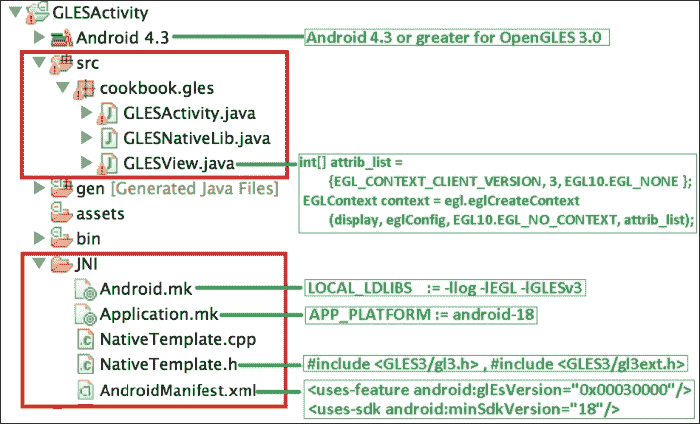 GLESActivity
Android 4.3 Android 4.3 or greater for OpenGLES 3.0
src
cookbook.gles
GLESActivity.java
GLESNativeLib.java
GLESView.java int[] attrib_list =
{EGL_CONTEXT_CLIENT_VERSION, 3, EGL10.EGL_NONE };
EGLContext context = egl.eglCreateContext
(display, eglConfig, EGL10.EGL_NO_CONTEXT, attrib_list);
gen [Generated Java Files]
assets
bin
JNI
Android.mk LOCAL_LDLIBS := -llog -lEGL -lGLESv3
Application.mk APP_PLATFORM := android-18
NativeTemplate.cpp
NativeTemplate.h #include <GLES3/gl3.h> , #include <GLES3/gl3ext.h>
AndroidManifest.xml <uses-feature android:glEsVersion="0x00030000"/>
<uses-sdk android:minSdkVersion="18"/>